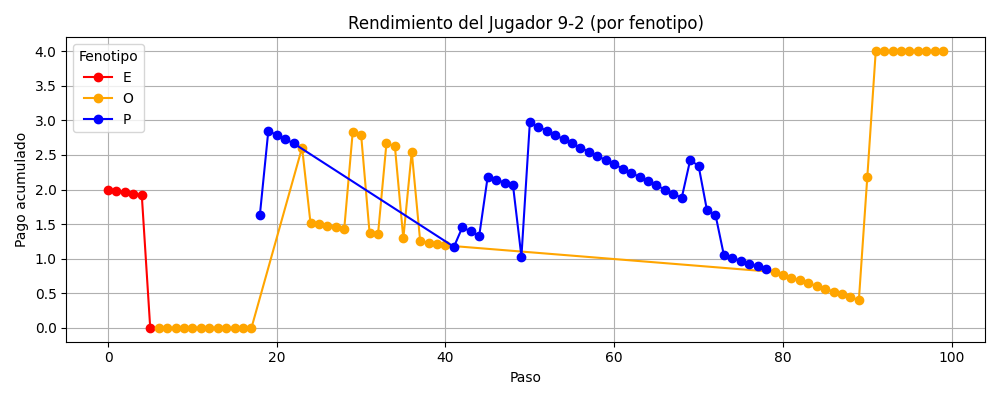 Rendimiento del Jugador 9-2 (por fenotipo)
Pago acumulado
4.0
3.5
3.0
2.5
2.0
1.5
1.0
0.5
0.0
Fenotipo
E
O
P
0 20 40 60 80 100
Paso